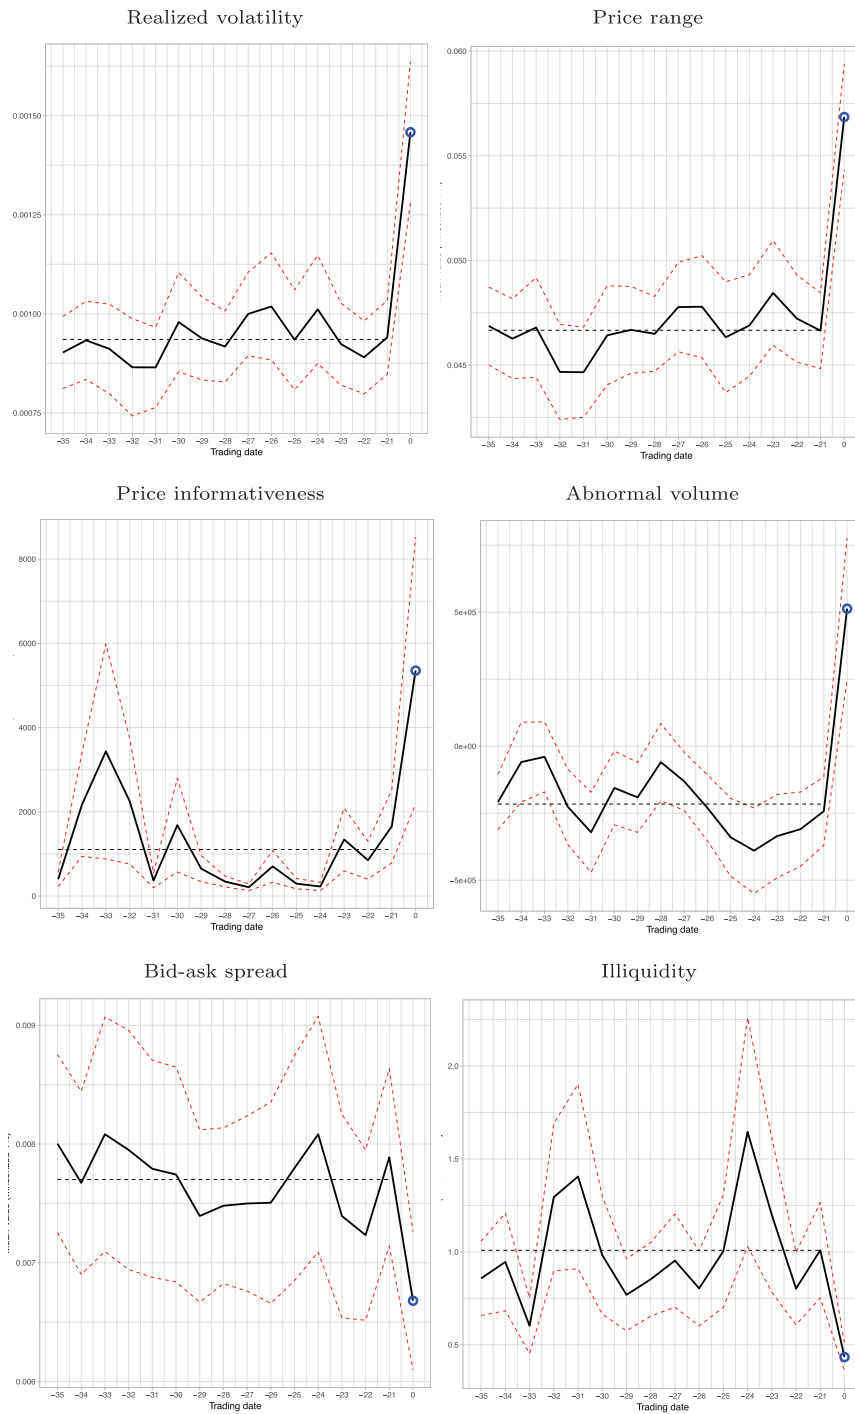 Realized volatility
Price range
0.00150
0.00125
0.00100
0.00075
−35 −34 −33 −32 −31 −30 −29 −28 −27 −26 −25 −24 −23 −22 −21 0
Trading date
0.060
0.055
0.050
0.045
−35 −34 −33 −32 −31 −30 −29 −28 −27 −26 −25 −24 −23 −22 −21 0
Trading date
Price informativeness
Abnormal volume
8000
6000
4000
2000
0
−35 −34 −33 −32 −31 −30 −29 −28 −27 −26 −25 −24 −23 −22 −21 0
Trading date
5e+05
0e+00
−5e+05
−35 −34 −33 −32 −31 −30 −29 −28 −27 −26 −25 −24 −23 −22 −21 0
Trading date
Bid-ask spread
Illiquidity
0.009
0.008
0.007
0.006
−35 −34 −33 −32 −31 −30 −29 −28 −27 −26 −25 −24 −23 −22 −21 0
Trading date
2.0
1.5
1.0
0.5
−35 −34 −33 −32 −31 −30 −29 −28 −27 −26 −25 −24 −23 −22 −21 0
Trading date